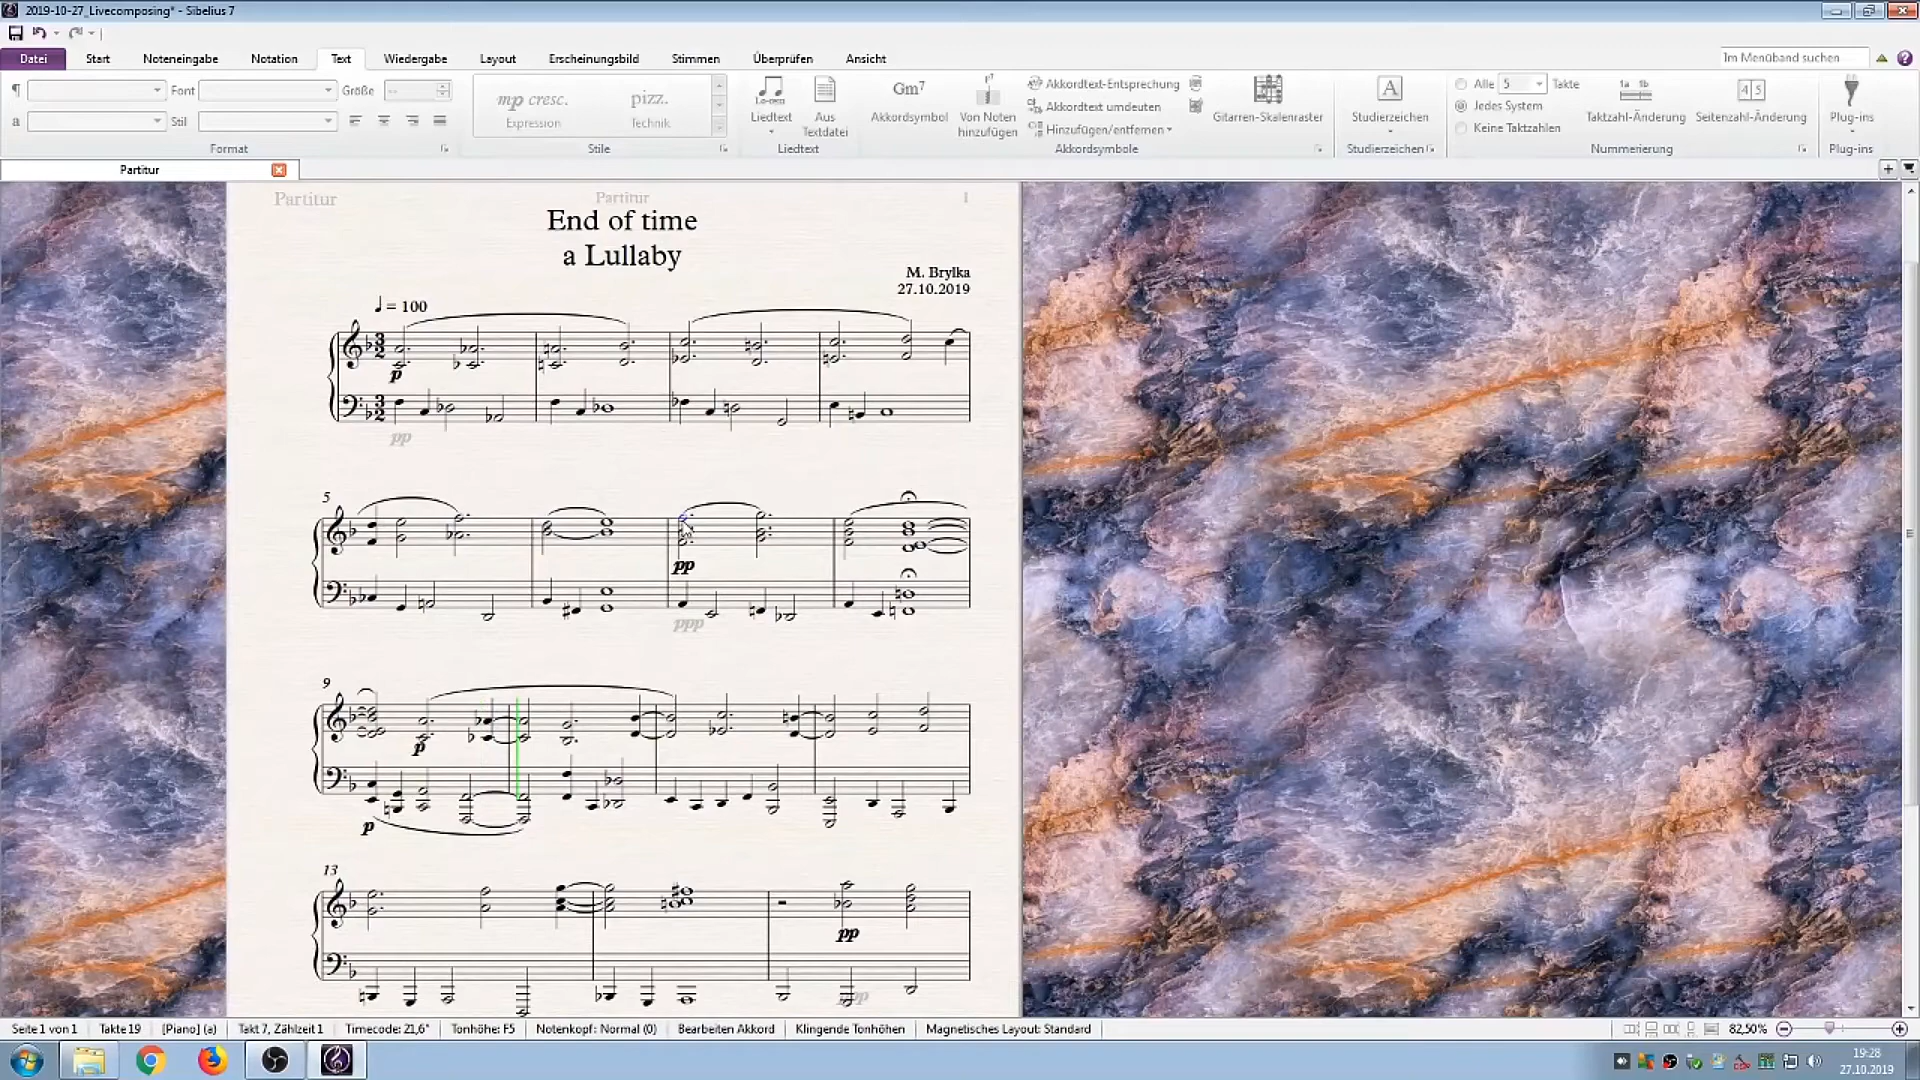 2019-10-27_Livecomposing* - Sibelius 7
Datei Start Noteneingabe Notation Text Wiedergabe Layout Erscheinungsbild Stimmen Überprüfen Ansicht Im Menüband suchen
Font Größe
Stil
Format
mp cresc. pizz.
Expression Technik
Stile
Liedtext Aus Textdatei
Liedtext
Gm7
Akkordsymbol Von Noten hinzufügen
Akkordtext-Entsprechung
Akkordtext umdeuten
Hinzufügen/entfernen
Akkordsymbole
Gitarren-Skalenraster
Studierzeichen
Studierzeichen
Alle 5 Takte
Jedes System
Keine Taktzahlen
Taktzahl-Änderung Seitenzahl-Änderung
Nummerierung
Plug-ins
Plug-ins
Partitur
Partitur Partitur 1
End of time
a Lullaby
M. Brylka
27.10.2019
= 100
p
pp
5
pp
ppp
9
p
p
13
pp
Seite 1 von 1 Takte 19 [Piano] (a) Takt 7, Zählzeit 1 Timecode: 21,6" Tonhöhe: F5 Notenkopf: Normal (0) Bearbeiten Akkord Klingende Tonhöhen Magnetisches Layout: Standard 82,50%
19:28
27.10.2019